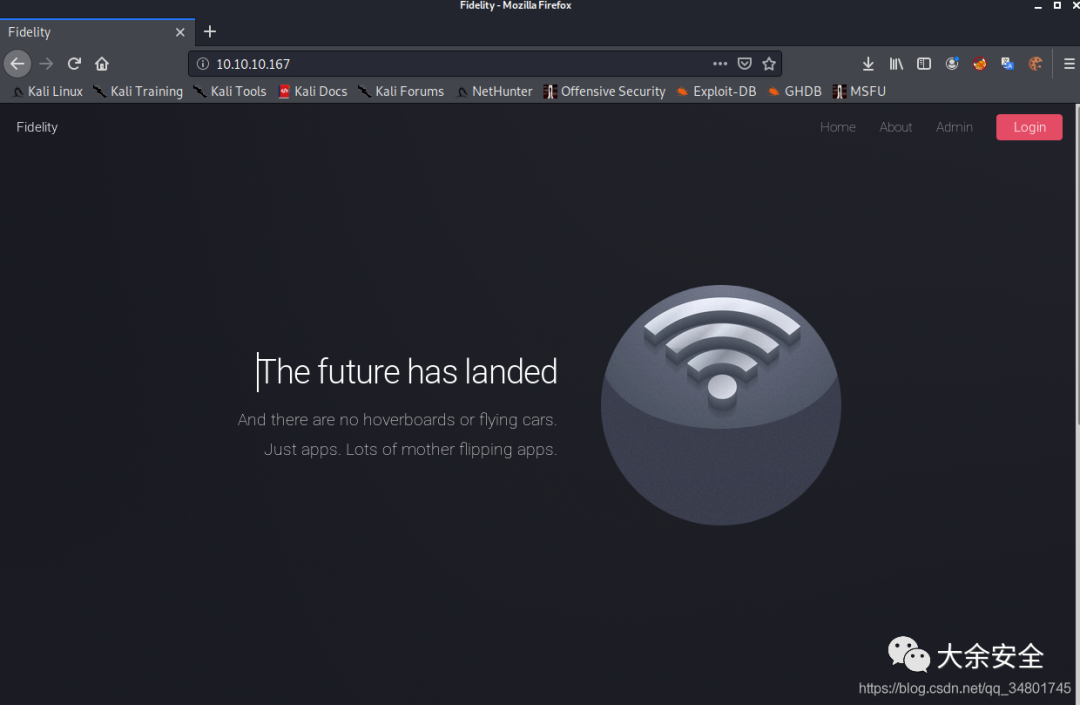 Fidelity - Mozilla Firefox
Fidelity
10.10.10.167
Kali Linux Kali Training Kali Tools Kali Docs Kali Forums NetHunter Offensive Security Exploit-DB GHDB MSFU
Fidelity Home About Admin Login
The future has landed
And there are no hoverboards or flying cars.
Just apps. Lots of mother flipping apps.
大余安全
https://blog.csdn.net/qq_34801745